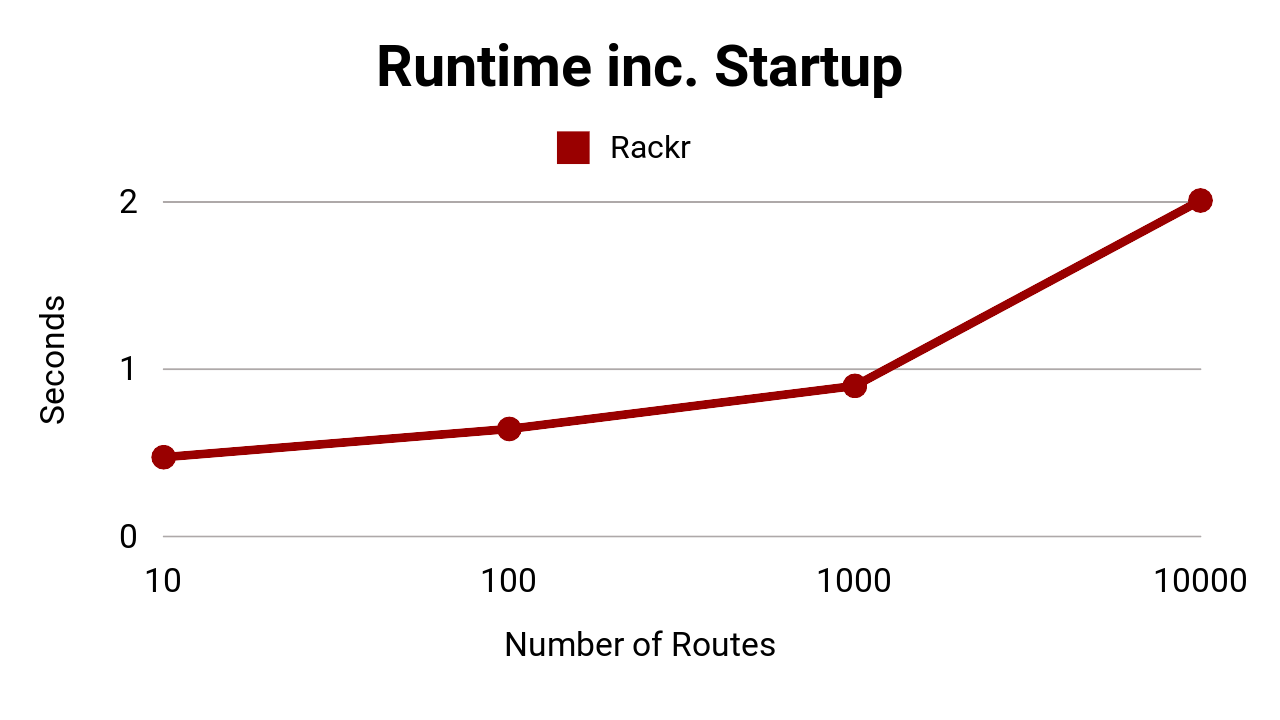 Runtime inc. Startup
Rackr
2
1
0
Seconds
10 100 1000 10000
Number of Routes